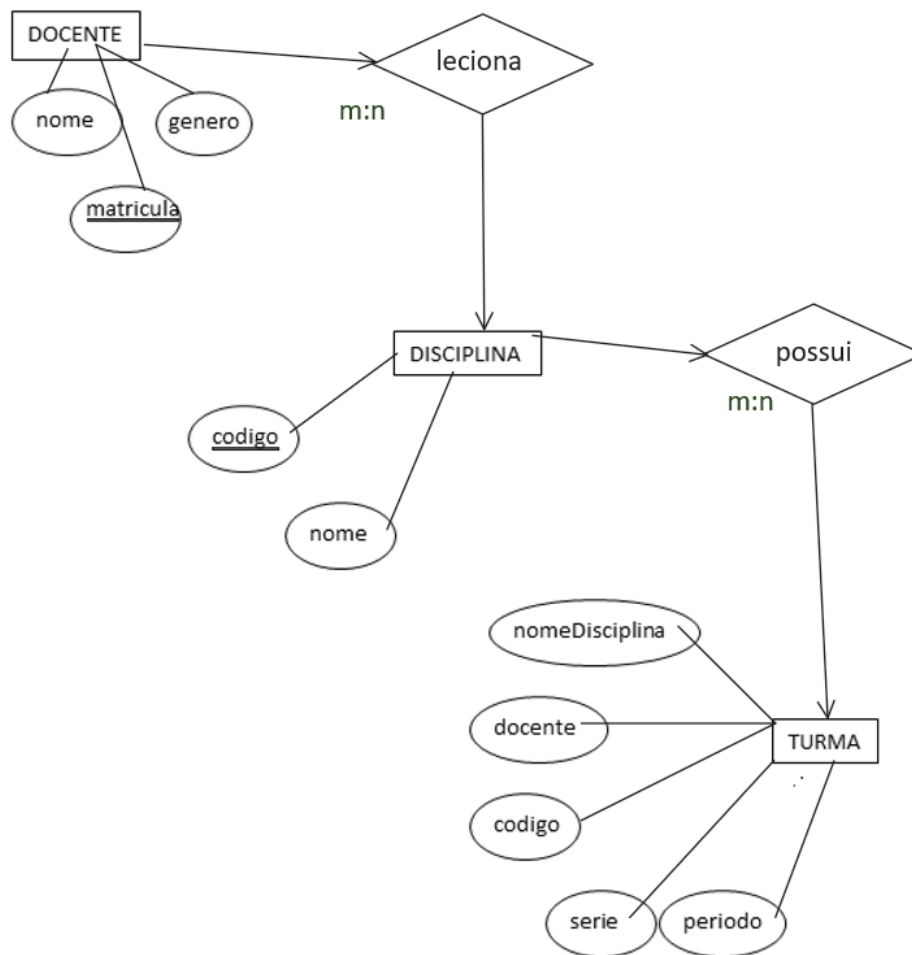 DOCENTE
leciona
nome
genero
m:n
matricula
DISCIPLINA
possui
m:n
codigo
nome
nomeDisciplina
docente
TURMA
codigo
serie
periodo